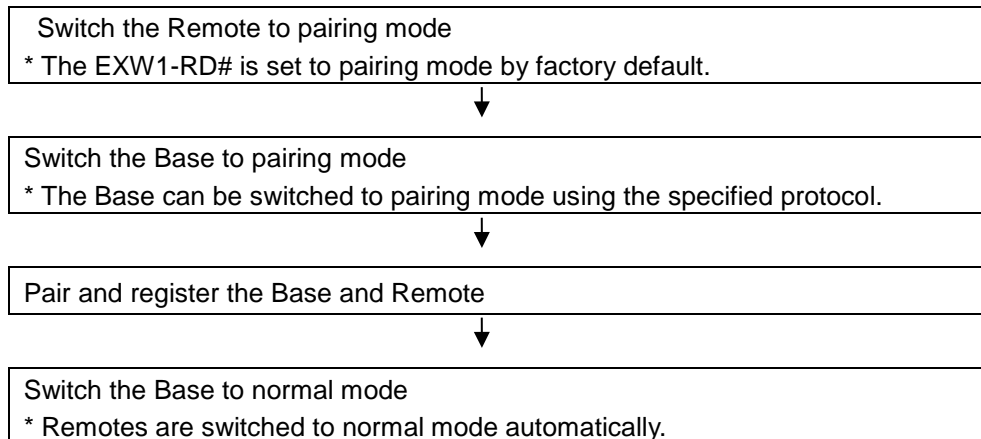 Switch the Remote to pairing mode
* The EXW1-RD# is set to pairing mode by factory default.
Switch the Base to pairing mode
* The Base can be switched to pairing mode using the specified protocol.
Pair and register the Base and Remote
Switch the Base to normal mode
* Remotes are switched to normal mode automatically.